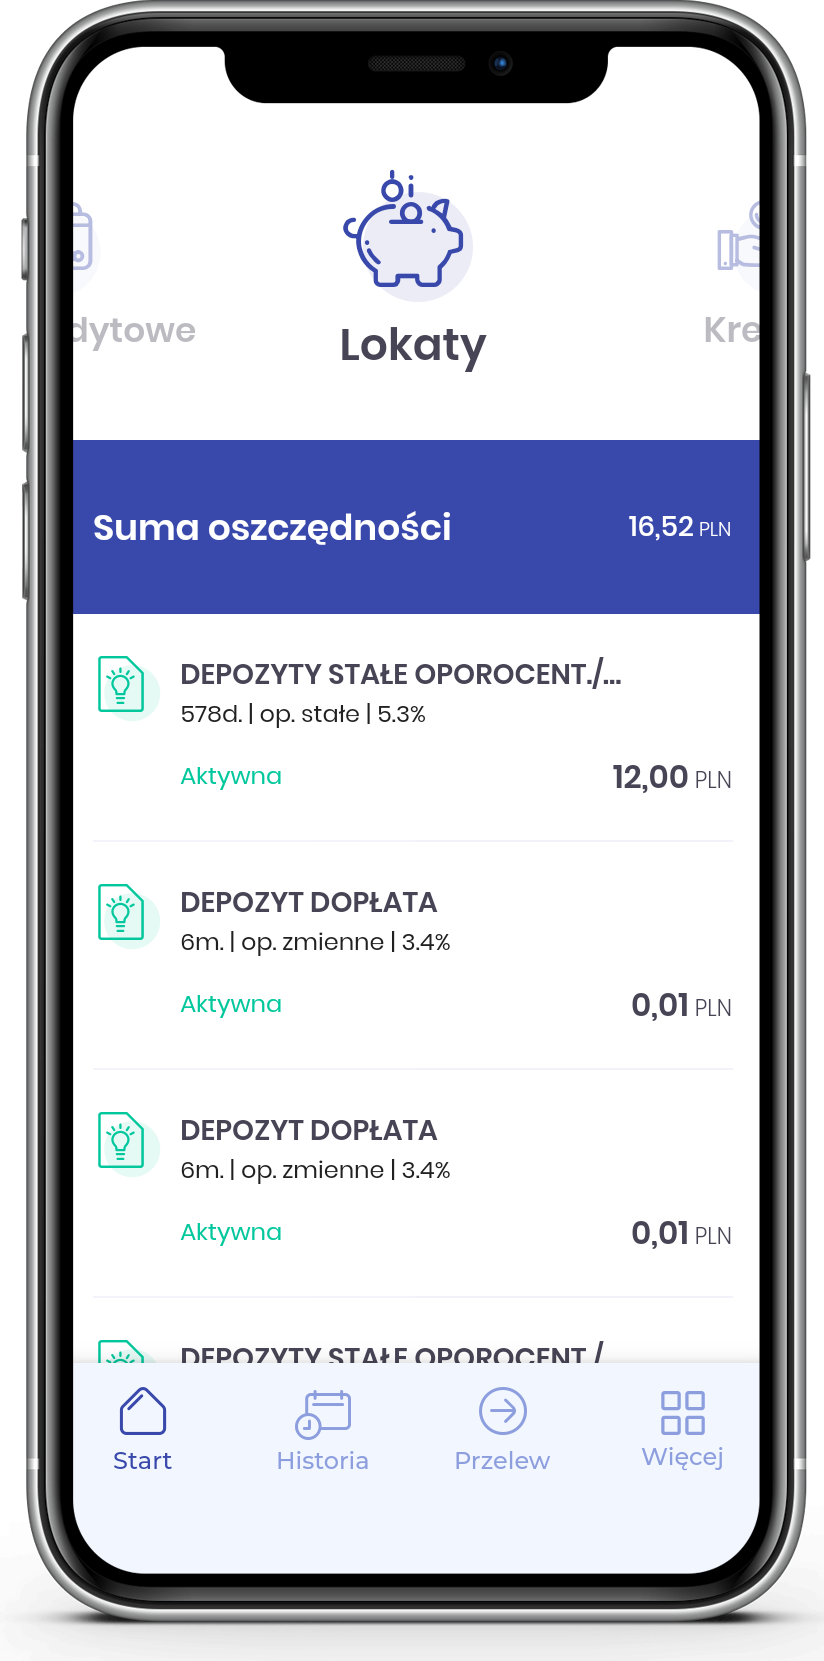 dytowe
Lokaty
Kre
Suma oszczędności
16,52 PLN
DEPOZYTY STAŁE OPOROCENT./...
578d. | op. stałe | 5.3%
Aktywna
12,00 PLN
DEPOZYT DOPŁATA
6m. | op. zmienne | 3.4%
Aktywna
0,01 PLN
DEPOZYT DOPŁATA
6m. | op. zmienne | 3.4%
Aktywna
0,01 PLN
DEPOZYTY STAŁE OPOROCENT /
Start
Historia
Przelew
Więcej